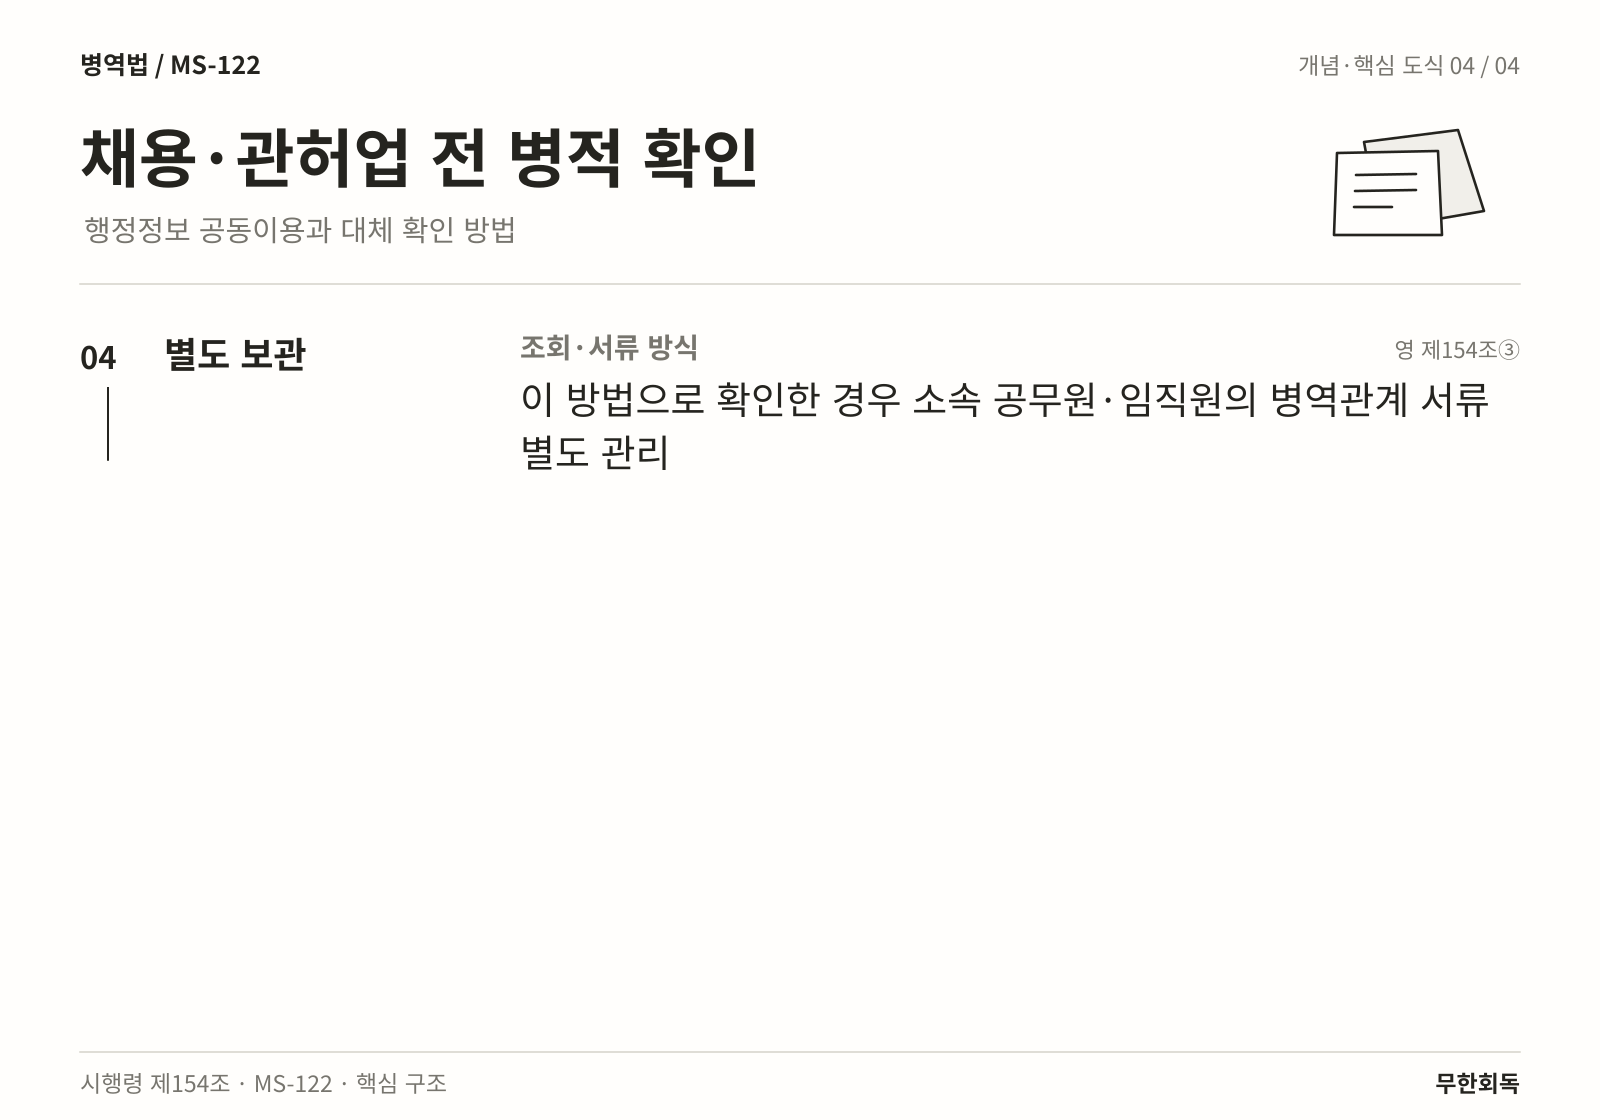 병역법 / MS-122
개념·핵심 도식 04 / 04
채용·관허업 전 병적 확인
행정정보 공동이용과 대체 확인 방법
04
별도 보관
조회·서류 방식
영 제154조③
이 방법으로 확인한 경우 소속 공무원·임직원의 병역관계 서류
별도 관리
시행령 제154조 · MS-122 · 핵심 구조
무한회독